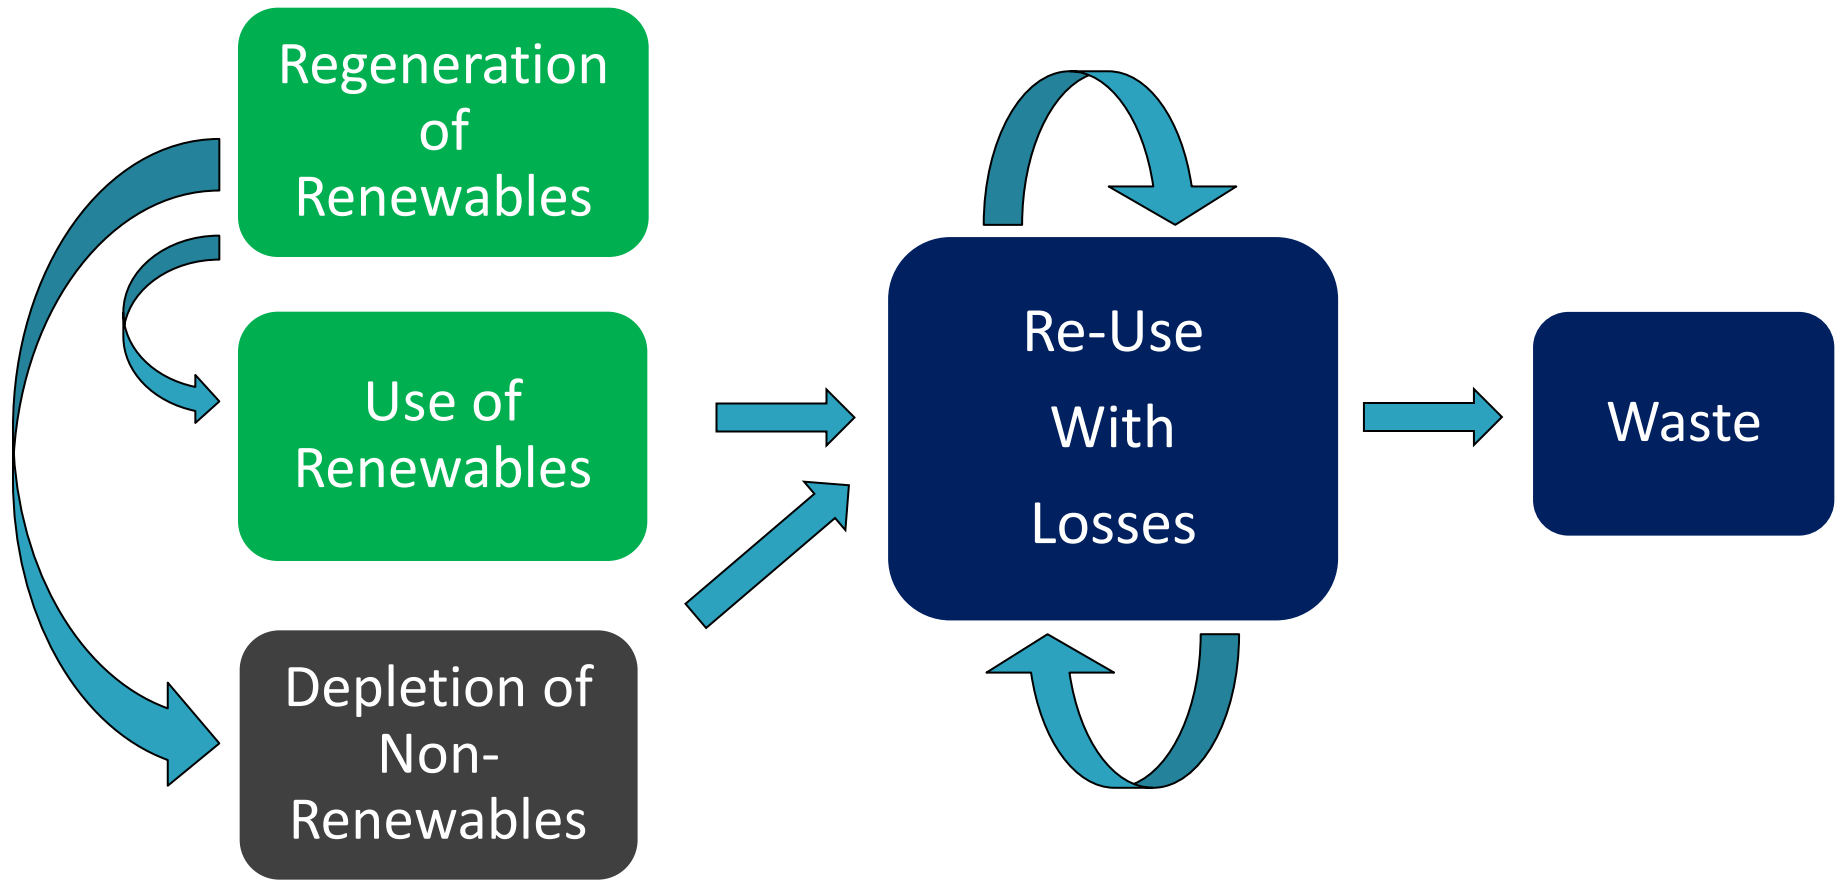 Regeneration
of
Renewables
Use of
Renewables
Depletion of
Non-
Renewables
Re-Use
With
Losses
Waste